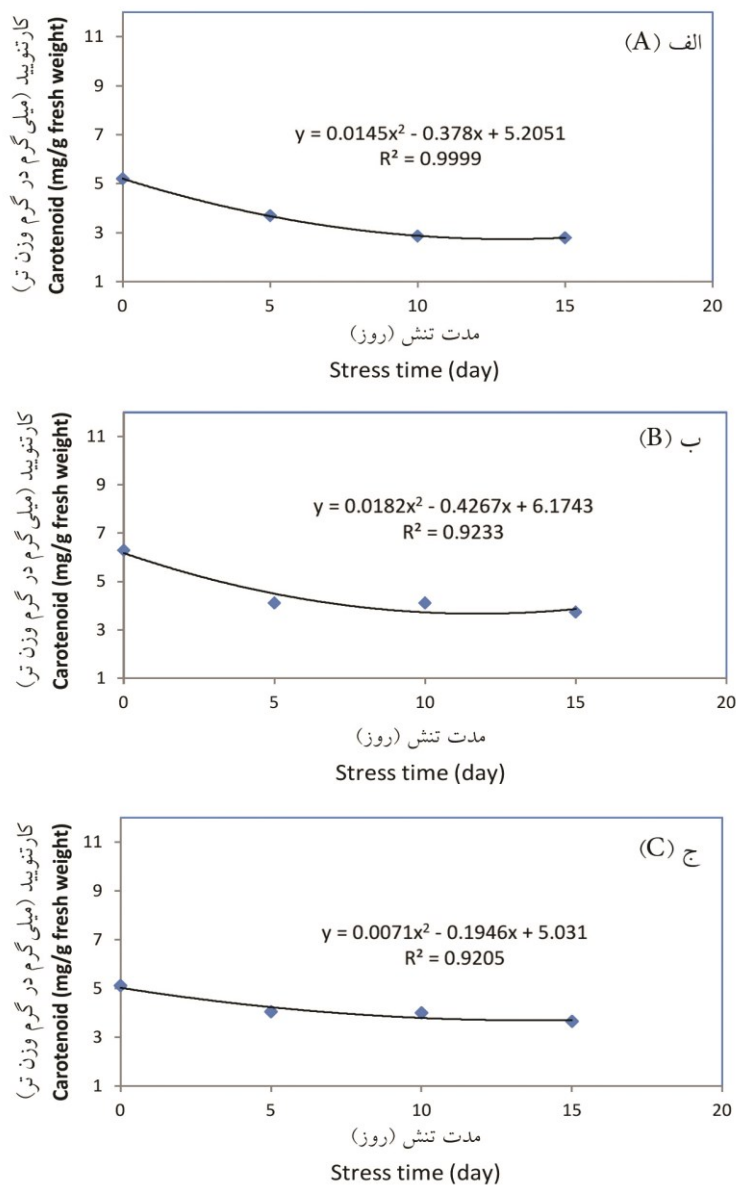 الف (A)
کارتنویید (میلی گرم در گرم وزن تر)
Carotenoid (mg/g fresh weight)
11
9
7
5
3
1
y = 0.0145x² - 0.378x + 5.2051
R² = 0.9999
0 5 10 15 20
مدت تنش (روز)
Stress time (day)
ب (B)
کارتنویید (میلی گرم در گرم وزن تر)
Carotenoid (mg/g fresh weight)
11
9
7
5
3
1
y = 0.0182x² - 0.4267x + 6.1743
R² = 0.9233
0 5 10 15 20
مدت تنش (روز)
Stress time (day)
ج (C)
کارتنویید (میلی گرم در گرم وزن تر)
Carotenoid (mg/g fresh weight)
11
9
7
5
3
1
y = 0.0071x² - 0.1946x + 5.031
R² = 0.9205
0 5 10 15 20
مدت تنش (روز)
Stress time (day)